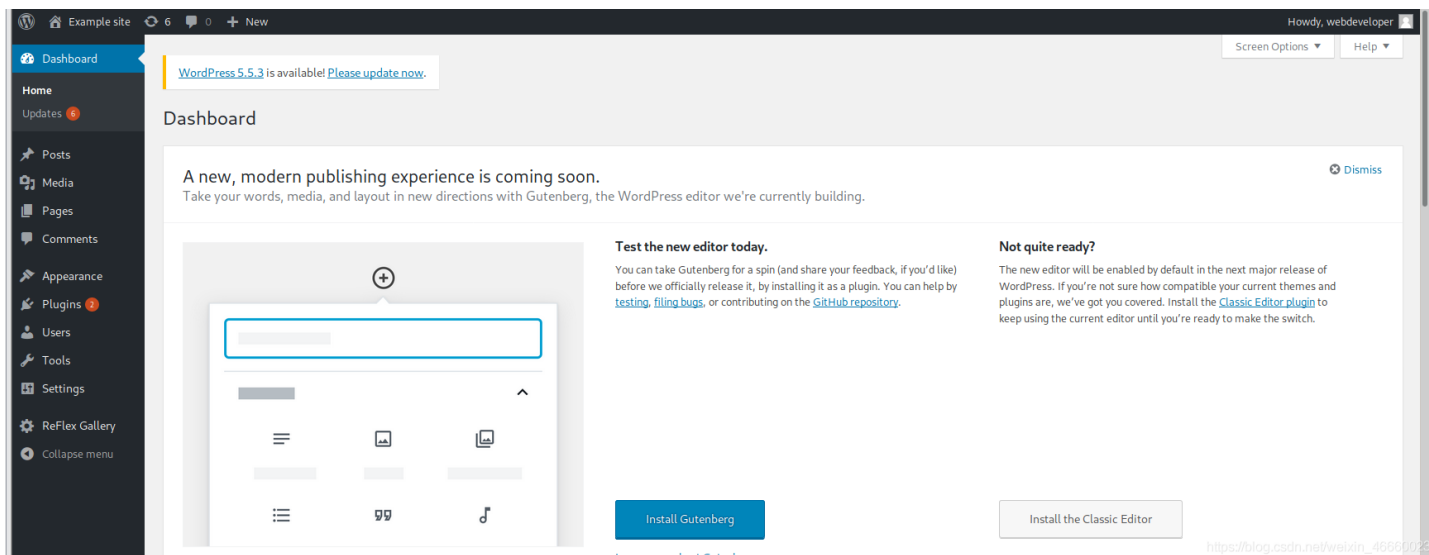 Example site 6 0 New Howdy, webdeveloper
Screen Options Help
Dashboard
Home
Updates 6
Posts
Media
Pages
Comments
Appearance
Plugins 2
Users
Tools
Settings
ReFlex Gallery
Collapse menu
WordPress 5.5.3 is available! Please update now.
Dashboard
A new, modern publishing experience is coming soon.
Dismiss
Take your words, media, and layout in new directions with Gutenberg, the WordPress editor we're currently building.
Test the new editor today.
You can take Gutenberg for a spin (and share your feedback, if you'd like)
before we officially release it, by installing it as a plugin. You can help by
testing, filing bugs, or contributing on the GitHub repository.
Install Gutenberg
Not quite ready?
The new editor will be enabled by default in the next major release of
WordPress. If you're not sure how compatible your current themes and
plugins are, we've got you covered. Install the Classic Editor plugin to
keep using the current editor until you're ready to make the switch.
Install the Classic Editor
https://blog.csdn.net/weixin_46660023